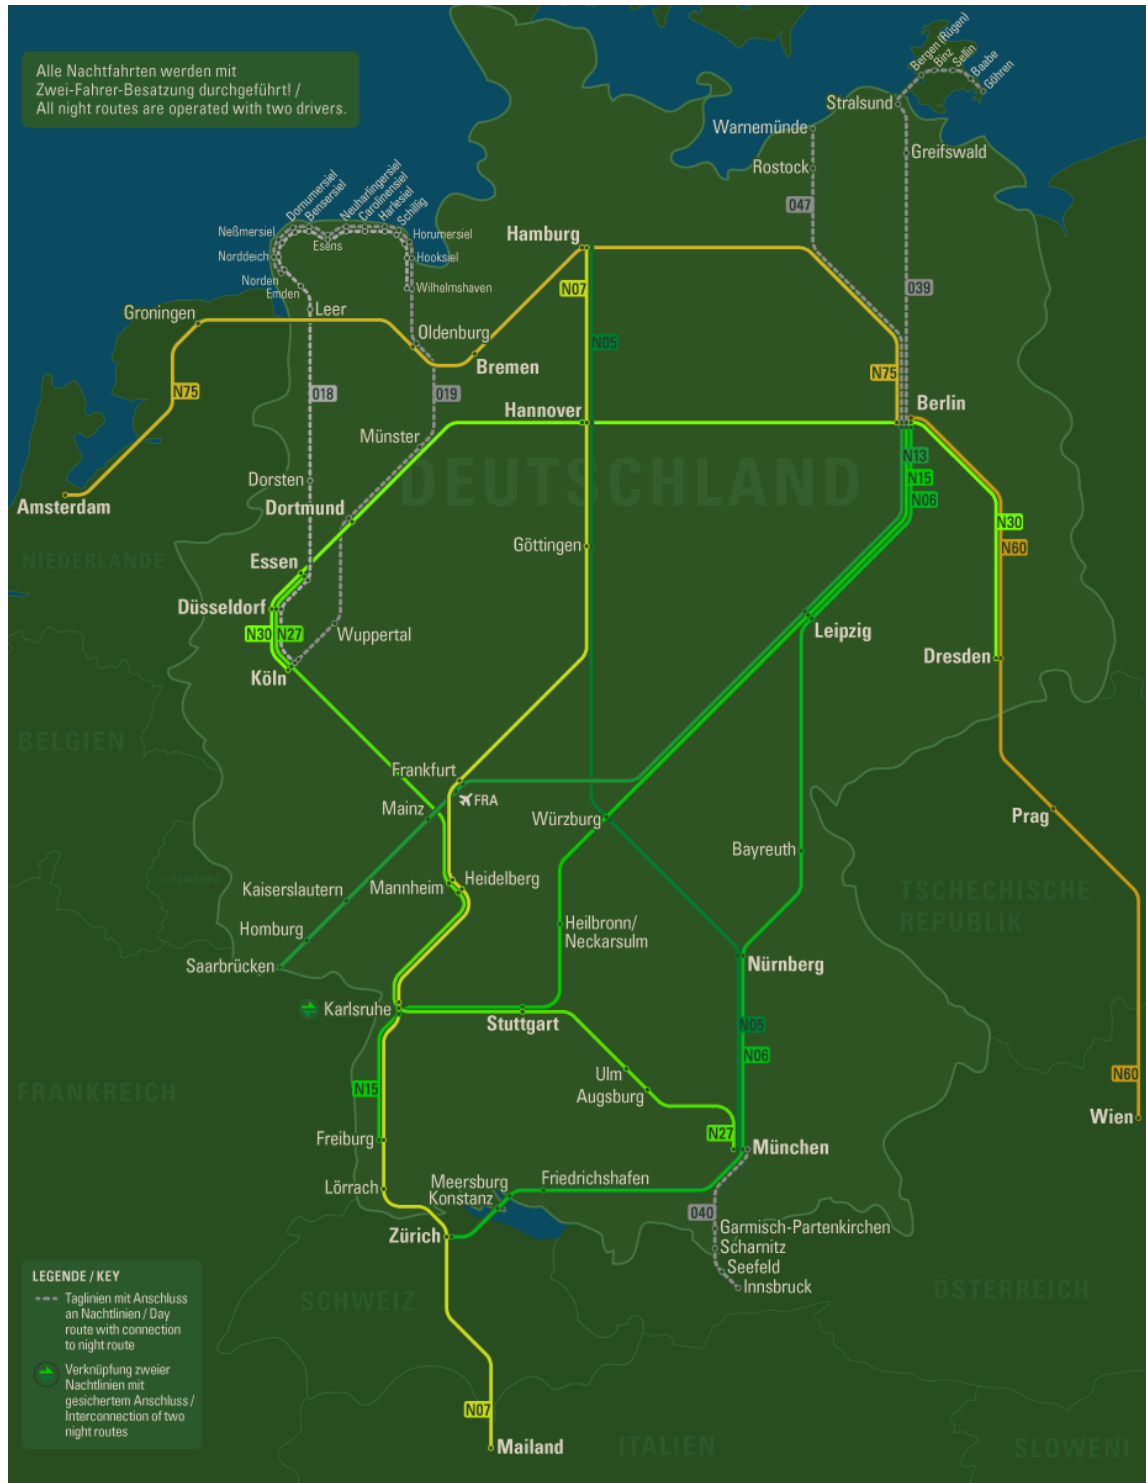 Alle Nachtfahrten werden mit
Zwei-Fahrer-Besatzung durchgeführt! /
All night routes are operated with two drivers.
Bergen (Rügen)
Binz
Sellin
Baabe
Göhren
Stralsund
Warnemünde
Greifswald
Rostock
047
039
Dornumersiel
Bensersiel
Neuharlingersiel
Carolinensiel
Harlesiel
Schillig
Neßmersiel
Esens
Horumersiel
Norddeich
Hooksiel
Norden
Emden
Wilhelmshaven
Hamburg
N07
N05
Groningen
Leer
Oldenburg
Bremen
N75
N75
018
019
Hannover
Berlin
Münster
DEUTSCHLAND
N13
N15
N06
Dorsten
Amsterdam
Dortmund
N30
N60
NIEDERLANDE
Göttingen
Essen
Düsseldorf
N30
N27
Wuppertal
Leipzig
Köln
Dresden
BELGIEN
Frankfurt
FRA
Mainz
Würzburg
Prag
Bayreuth
LUXEMBURG
Kaiserslautern
Mannheim
Heidelberg
TSCHECHISCHE
REPUBLIK
Homburg
Heilbronn/
Neckarsulm
Saarbrücken
Nürnberg
Karlsruhe
Stuttgart
N05
N06
Ulm
Augsburg
FRANKREICH
N15
N60
Wien
Freiburg
N27
München
Meersburg
Konstanz
Friedrichshafen
Lörrach
040
Zürich
Garmisch-Partenkirchen
Scharnitz
Seefeld
Innsbruck
SCHWEIZ
ÖSTERREICH
LEGENDE / KEY
Taglinien mit Anschluss
an Nachtlinien / Day
route with connection
to night route
Verknüpfung zweier
Nachtlinien mit
gesichertem Anschluss /
Interconnection of two
night routes
N07
Mailand
ITALIEN
SLOWENI